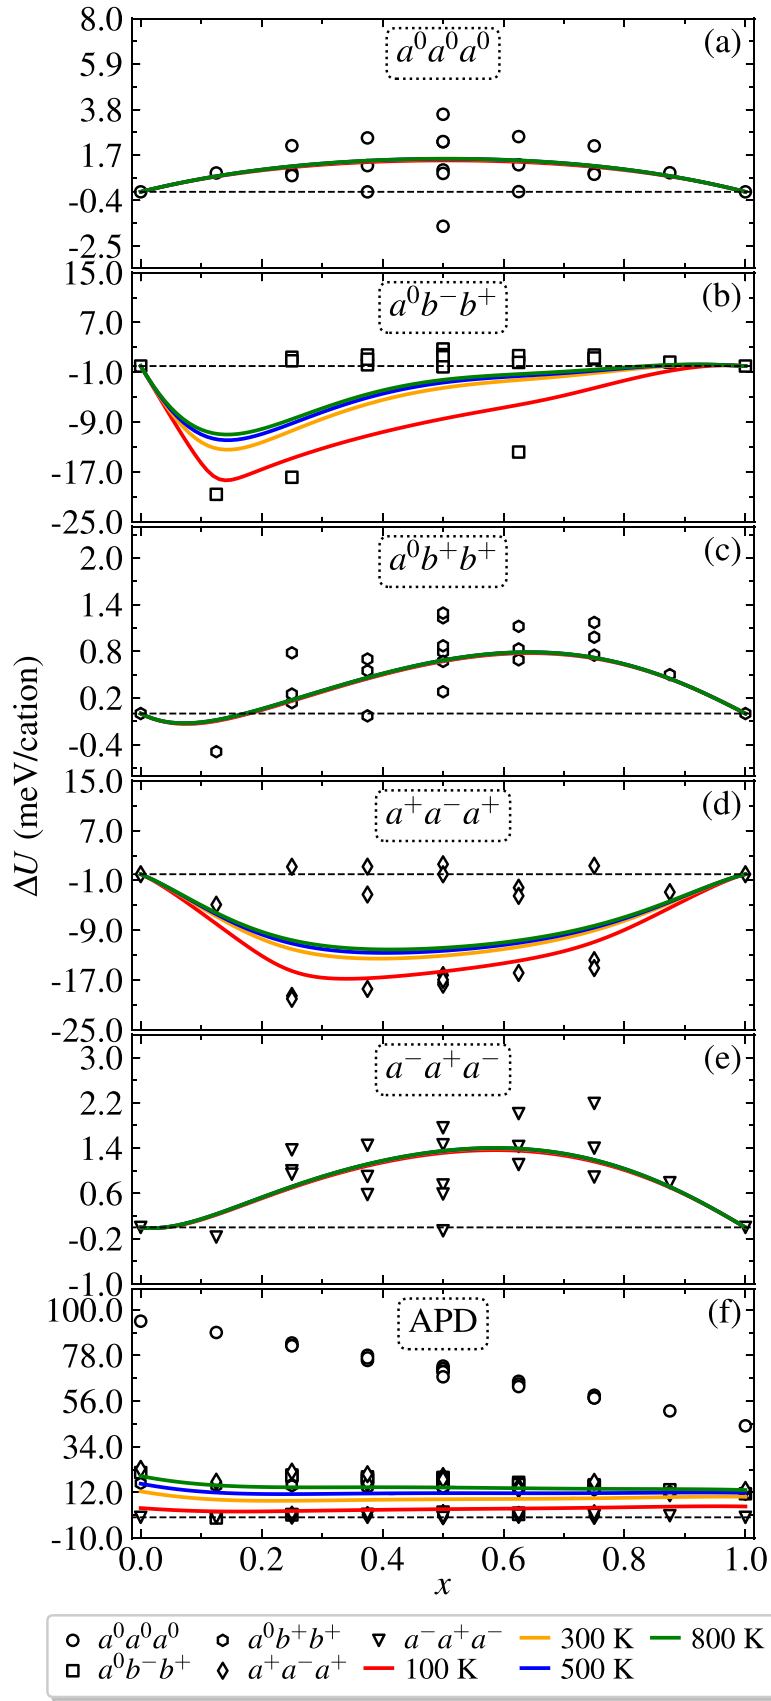 8.0
5.9
3.8
1.7
-0.4
-2.5
a⁰a⁰a⁰
(a)
15.0
7.0
-1.0
-9.0
-17.0
-25.0
a⁰b⁻b⁺
(b)
2.0
1.4
0.8
0.2
-0.4
a⁰b⁺b⁺
(c)
15.0
7.0
-1.0
-9.0
-17.0
-25.0
a⁺a⁻a⁺
(d)
3.0
2.2
1.4
0.6
-0.2
-1.0
a⁻a⁺a⁻
(e)
100.0
78.0
56.0
34.0
12.0
-10.0
APD
(f)
ΔU (meV/cation)
0.0 0.2 0.4 0.6 0.8 1.0
x
a⁰a⁰a⁰ a⁰b⁺b⁺ a⁻a⁺a⁻ 300 K 800 K
a⁰b⁻b⁺ a⁺a⁻a⁺ 100 K 500 K